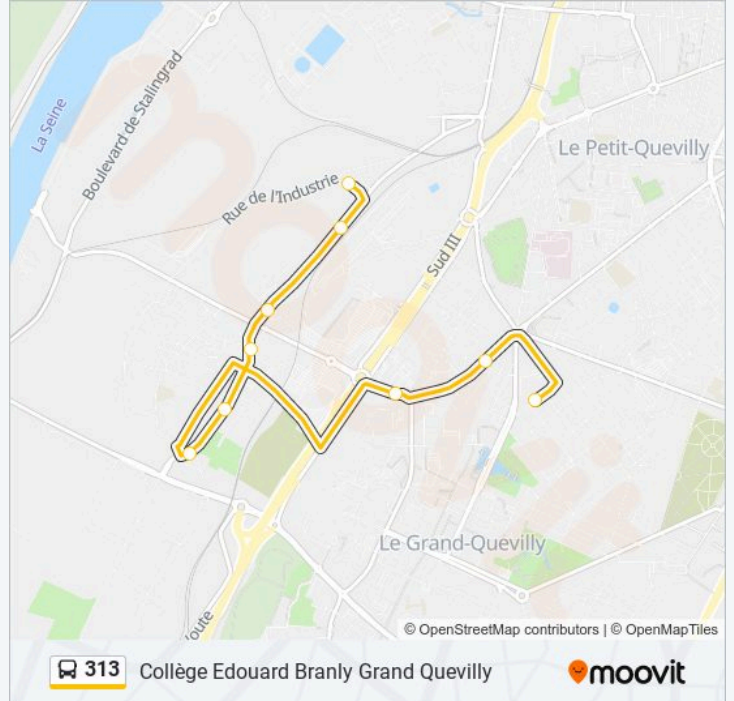 La Seine
Boulevard de Stalingrad
Le Petit-Quevilly
Rue de l'Industrie
Sud III
Le Grand-Quevilly
'oute
© OpenStreetMap contributors | © OpenMapTiles
313 Collège Edouard Branly Grand Quevilly
moovit